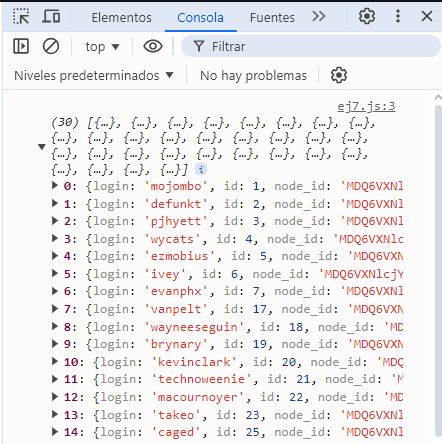 Elementos Consola Fuentes
top Filtrar
Niveles predeterminados No hay problemas
ej7.js:3
(30) [{…}, {…}, {…}, {…}, {…}, {…}, {…}, {…},
{…}, {…}, {…}, {…}, {…}, {…}, {…}, {…}, {…},
{…}, {…}, {…}, {…}, {…}, {…}, {…}, {…}, {…},
{…}, {…}, {…}, {…}] i
0: {login: 'mojombo', id: 1, node_id: 'MDQ6VXNl
1: {login: 'defunkt', id: 2, node_id: 'MDQ6VXNl
2: {login: 'pjhyett', id: 3, node_id: 'MDQ6VXNl
3: {login: 'wycats', id: 4, node_id: 'MDQ6VXNlc
4: {login: 'ezmobius', id: 5, node_id: 'MDQ6VXN
5: {login: 'ivey', id: 6, node_id: 'MDQ6VXNlcjY
6: {login: 'evanphx', id: 7, node_id: 'MDQ6VXNl
7: {login: 'vanpelt', id: 17, node_id: 'MDQ6VXN
8: {login: 'wayneeseguin', id: 18, node_id: 'MD
9: {login: 'brynary', id: 19, node_id: 'MDQ6VXN
10: {login: 'kevinclark', id: 20, node_id: 'MDQ
11: {login: 'technoweenie', id: 21, node_id: 'M
12: {login: 'macournoyer', id: 22, node_id: 'MD
13: {login: 'takeo', id: 23, node_id: 'MDQ6VXNl
14: {login: 'caged', id: 25, node_id: 'MDQ6VXNl